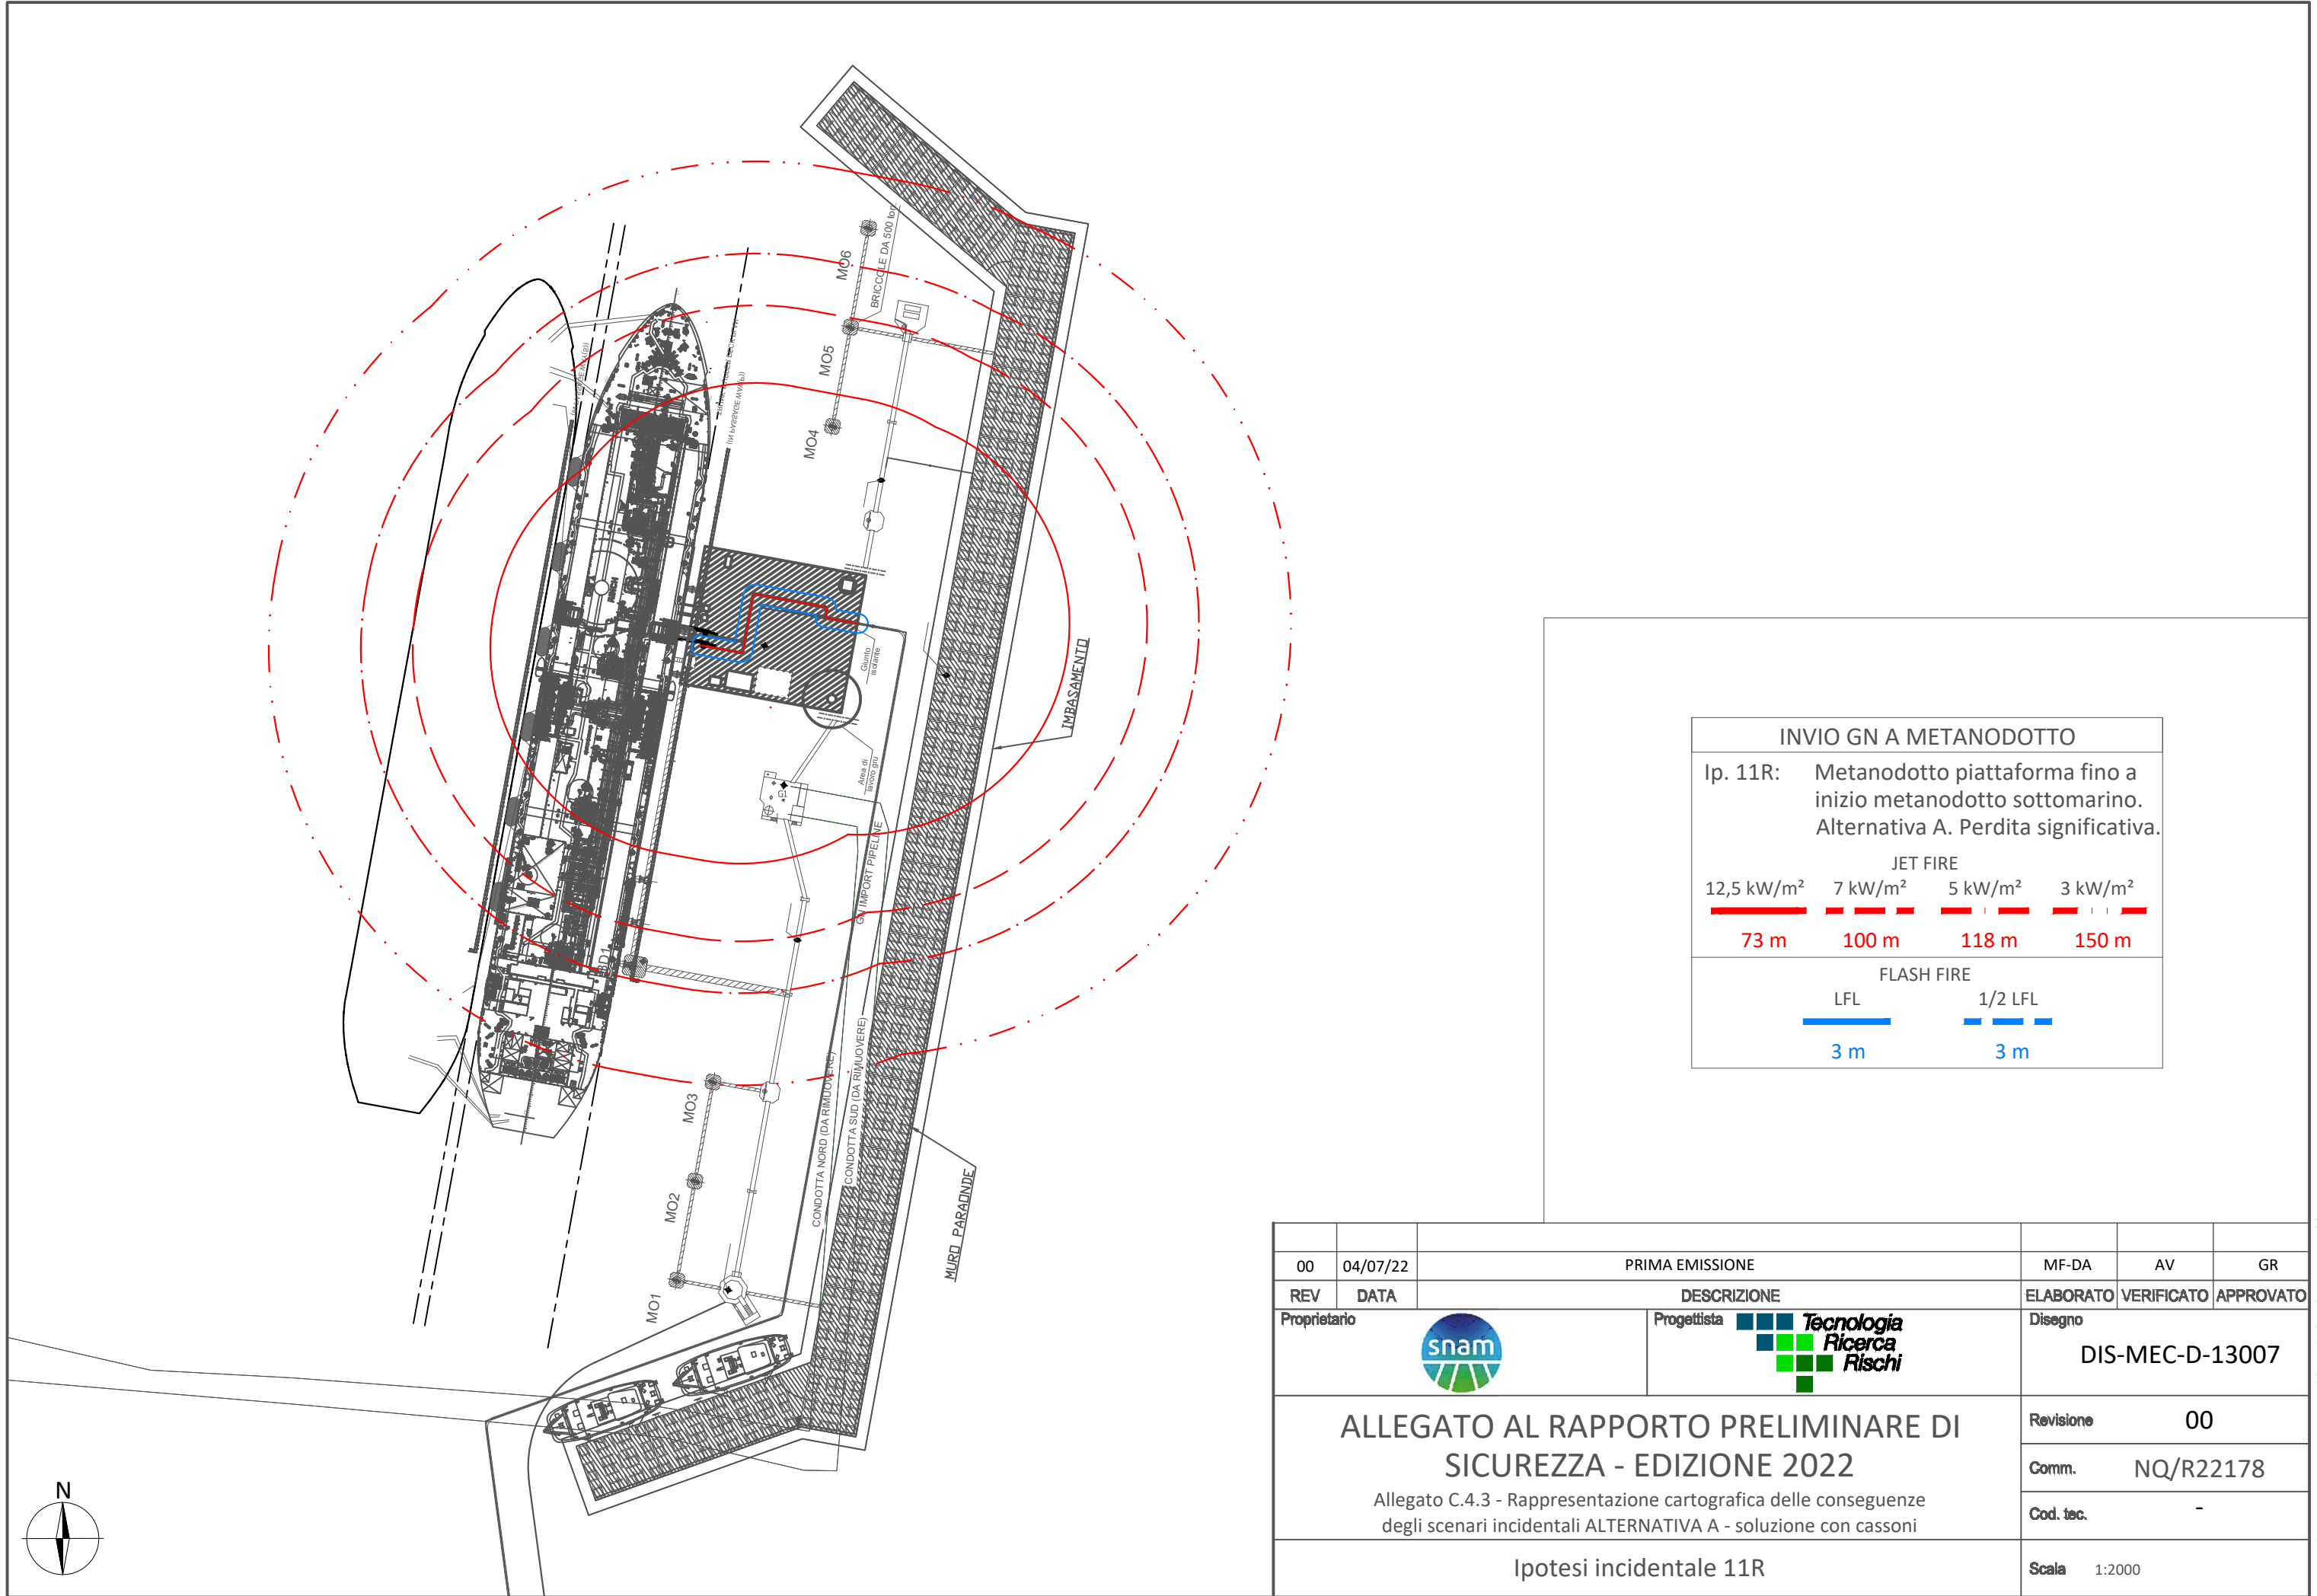 MO6
BRICCOLE DA 500 ton
MO5
MO4
(IN PASSAGE WAY(P))
Giunto
isolante
IMBASAMENTO
Area di
lavoro gru
GN IMPORT PIPELINE
BD1
CONDOTTA NORD (DA RIMUOVERE)
CONDOTTA SUD (DA RIMUOVERE)
MO3
MO2
MO1
MURO PARAONDE
N
INVIO GN A METANODOTTO
Ip. 11R: Metanodotto piattaforma fino a
inizio metanodotto sottomarino.
Alternativa A. Perdita significativa.
JET FIRE
12,5 kW/m² 7 kW/m² 5 kW/m² 3 kW/m²
73 m 100 m 118 m 150 m
FLASH FIRE
LFL 1/2 LFL
3 m 3 m
00 04/07/22 PRIMA EMISSIONE MF-DA AV GR
REV DATA DESCRIZIONE ELABORATO VERIFICATO APPROVATO
Proprietario
snam
Progettista
Tecnologia
Ricerca
Rischi
Disegno
DIS-MEC-D-13007
ALLEGATO AL RAPPORTO PRELIMINARE DI
SICUREZZA - EDIZIONE 2022
Allegato C.4.3 - Rappresentazione cartografica delle conseguenze
degli scenari incidentali ALTERNATIVA A - soluzione con cassoni
Revisione 00
Comm. NQ/R22178
Cod. tec. -
Ipotesi incidentale 11R
Scala 1:2000